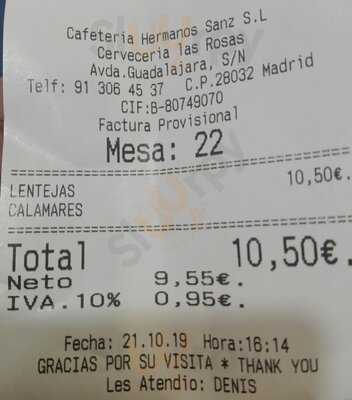 Cafeteria Hermanos Sanz S.L
Cerveceria las Rosas
Avda.Guadalajara, S/N
Telf: 91 306 45 37 C.P.28032 Madrid
CIF:B-80749070
Factura Provisional
Mesa: 22
LENTEJAS 10,50€.
CALAMARES
Total 10,50€.
Neto 9,55€.
IVA.10% 0,95€.
Fecha: 21.10.19 Hora:16:14
GRACIAS POR SU VISITA * THANK YOU
Les Atendio: DENIS